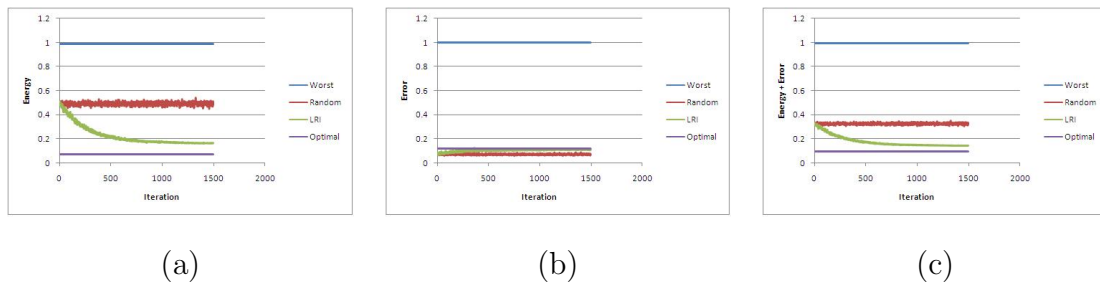 1.2
1
0.8
0.6
0.4
0.2
0
Energy
0 500 1000 1500 2000
Iteration
Worst
Random
LRI
Optimal
(a)
1.2
1
0.8
0.6
0.4
0.2
0
Error
0 500 1000 1500 2000
Iteration
Worst
Random
LRI
Optimal
(b)
1.2
1
0.8
0.6
0.4
0.2
0
Energy + Error
0 500 1000 1500 2000
Iteration
Worst
Random
LRI
Optimal
(c)